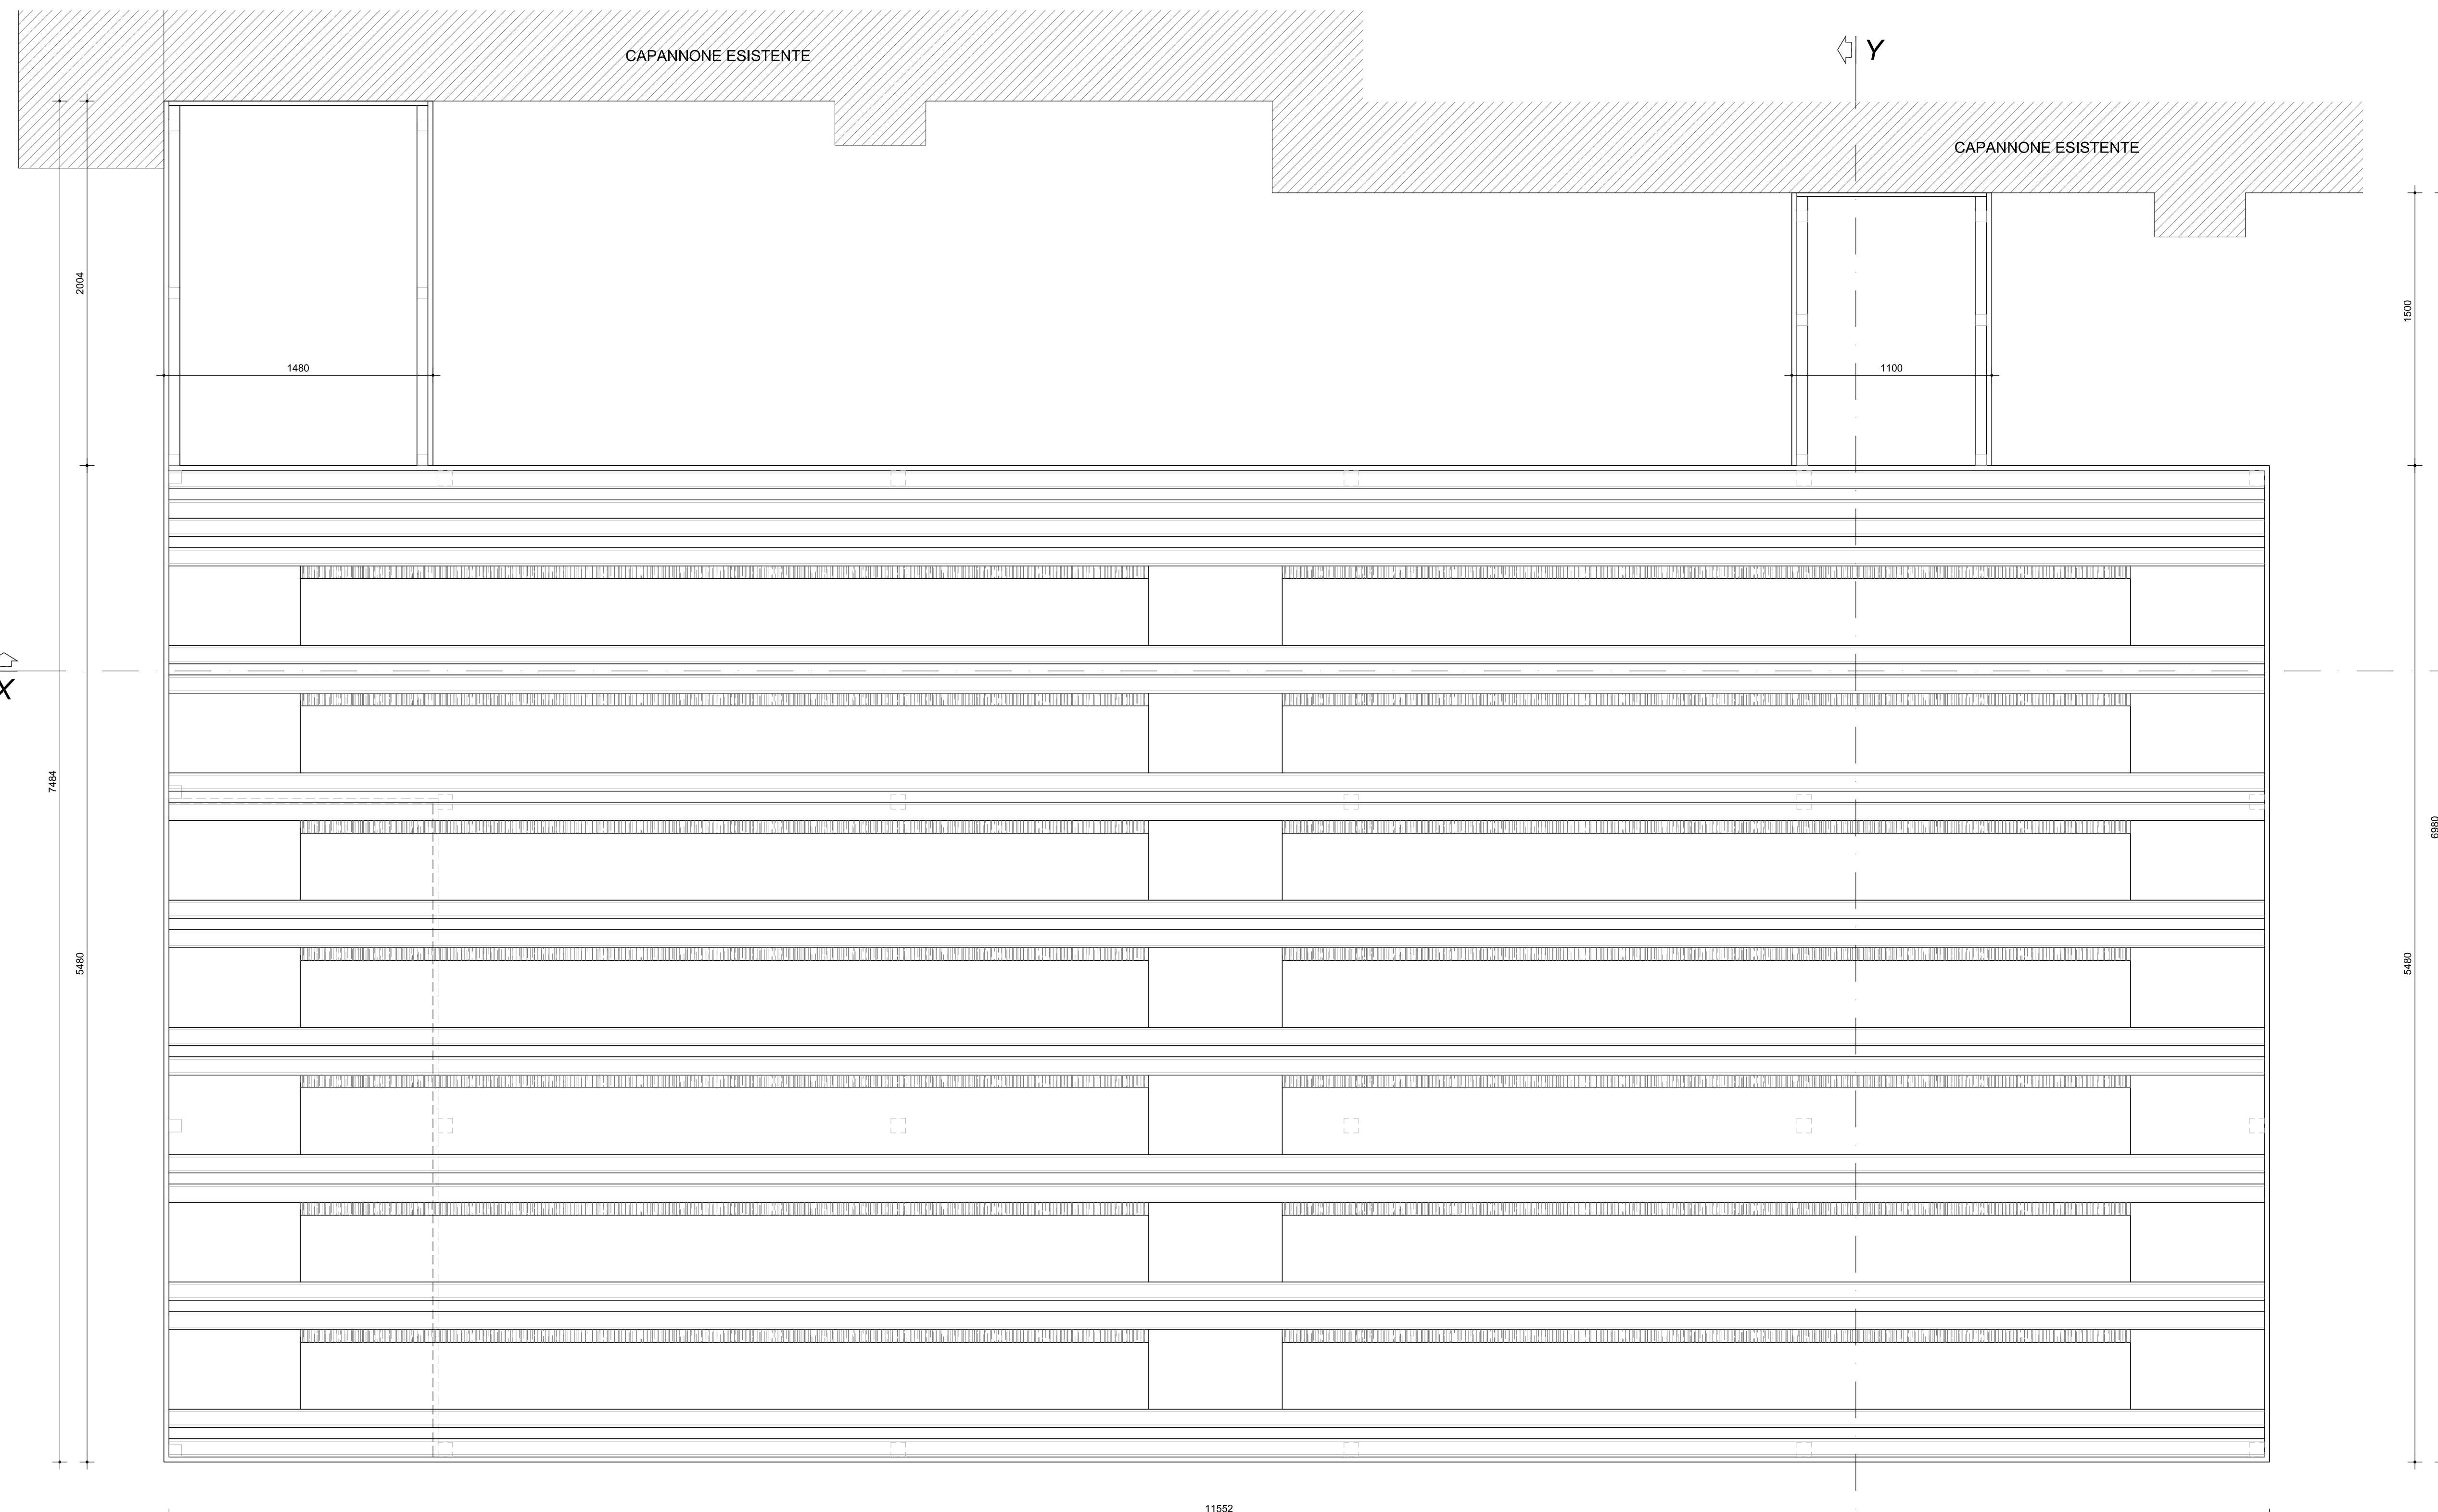 CAPANNONE ESISTENTE
Y
CAPANNONE ESISTENTE
2004
1500
1480
1100
X
7484
6980
5480
5480
11552